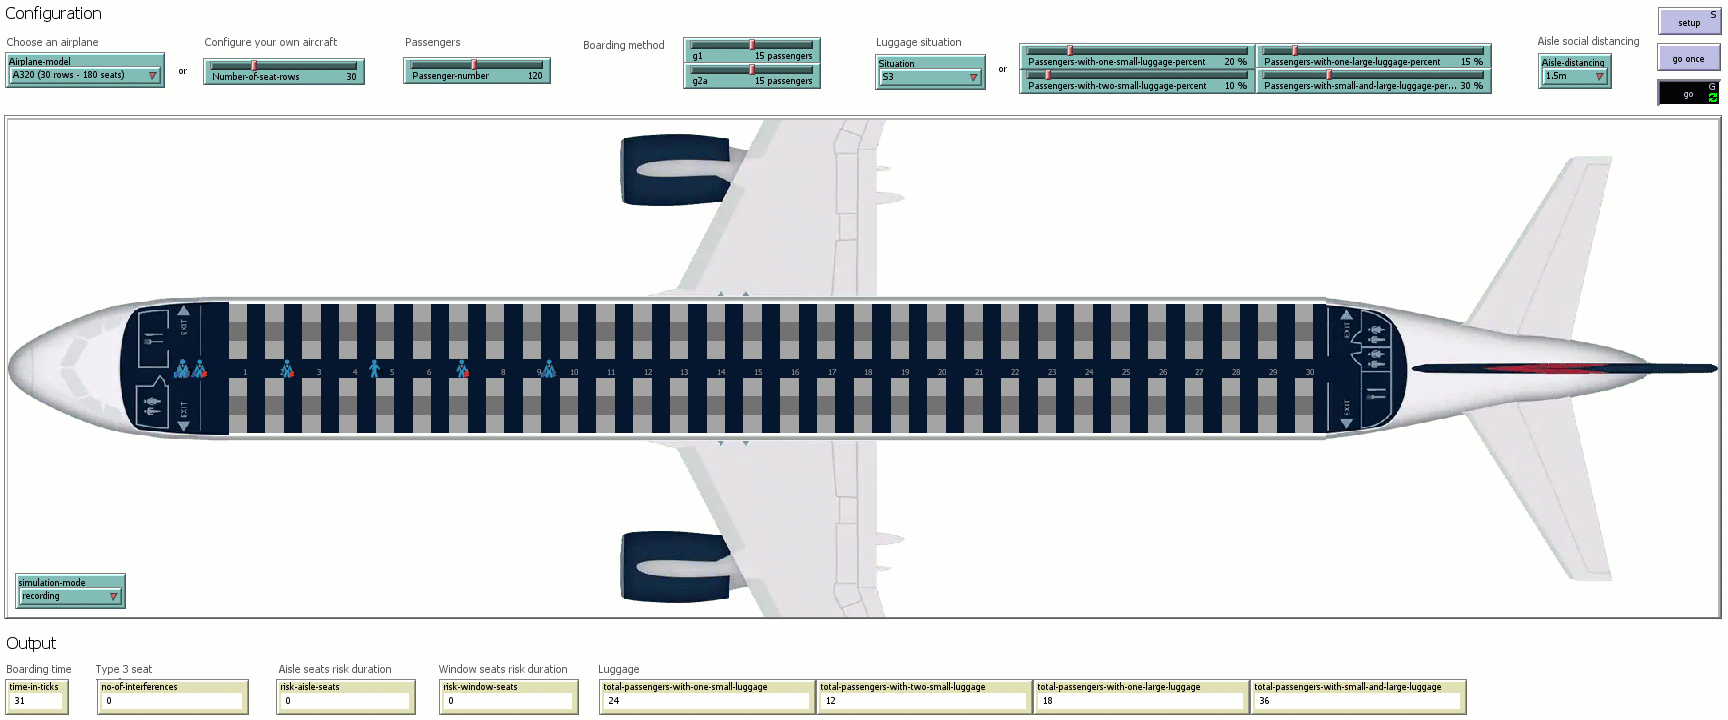 Configuration
Choose an airplane
Airplane-model
A320 (30 rows - 180 seats)
or
Configure your own aircraft
Number-of-seat-rows 30
Passengers
Passenger-number 120
Boarding method
g1 15 passengers
g2a 15 passengers
Luggage situation
Situation
S3
or
Passengers-with-one-small-luggage-percent 20 %
Passengers-with-one-large-luggage-percent 15 %
Passengers-with-two-small-luggage-percent 10 %
Passengers-with-small-and-large-luggage-per... 30 %
Aisle social distancing
Aisle-distancing
1.5m
S
setup
go once
G
go
EXIT
EXIT
1 2 3 4 5 6 7 8 9 10 11 12 13 14 15 16 17 18 19 20 21 22 23 24 25 26 27 28 29 30
EXIT
EXIT
simulation-mode
recording
Output
Boarding time
time-in-ticks
31
Type 3 seat
no-of-interferences
0
Aisle seats risk duration
risk-aisle-seats
0
Window seats risk duration
risk-window-seats
0
Luggage
total-passengers-with-one-small-luggage
24
total-passengers-with-two-small-luggage
12
total-passengers-with-one-large-luggage
18
total-passengers-with-small-and-large-luggage
36